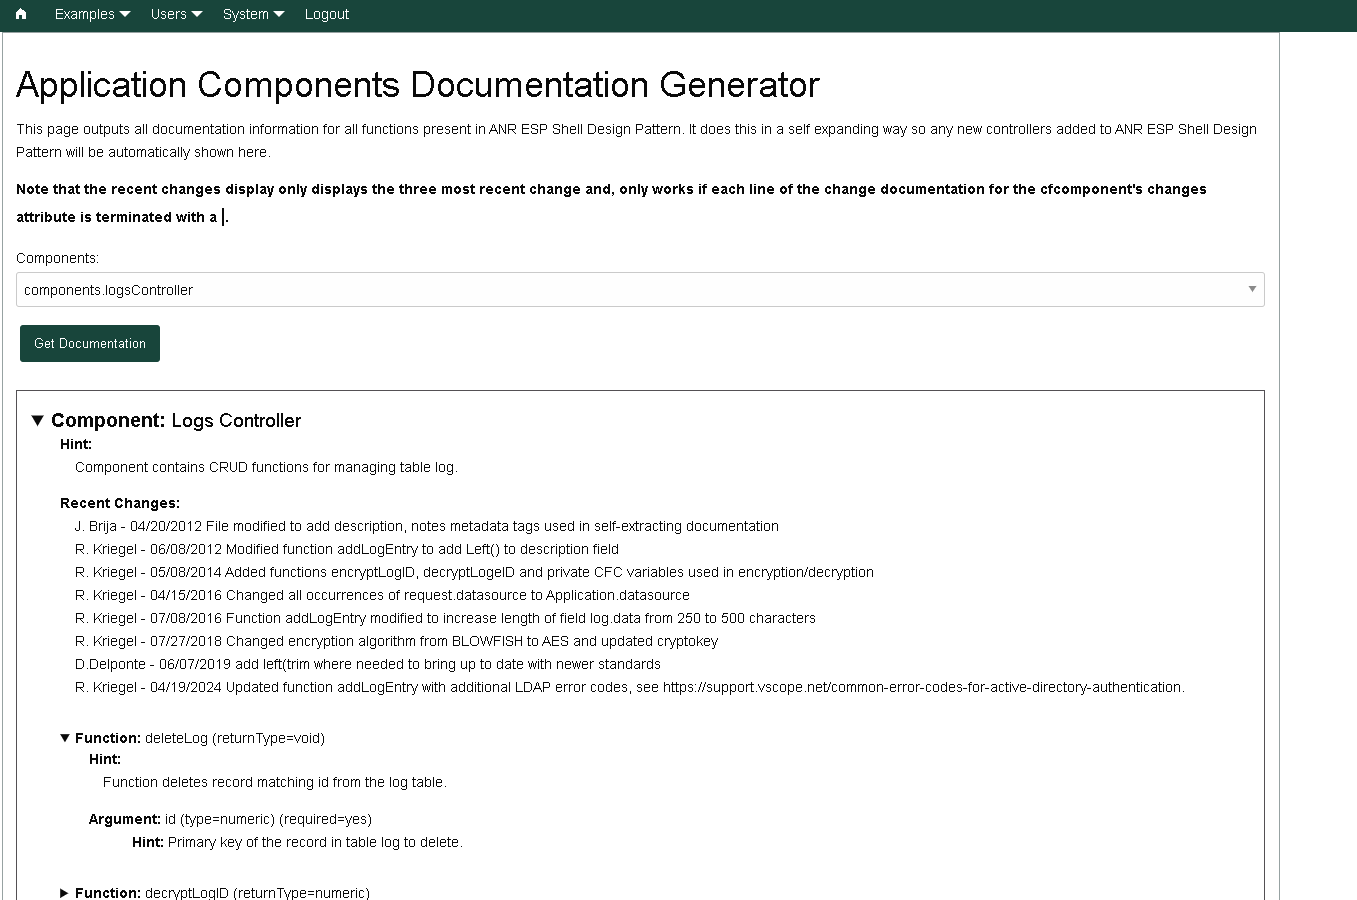 Examples Users System Logout
Application Components Documentation Generator
This page outputs all documentation information for all functions present in ANR ESP Shell Design Pattern. It does this in a self expanding way so any new controllers added to ANR ESP Shell Design
Pattern will be automatically shown here.
Note that the recent changes display only displays the three most recent change and, only works if each line of the change documentation for the cfcomponent's changes
attribute is terminated with a |.
Components:
components.logsController
Get Documentation
Component: Logs Controller
Hint:
Component contains CRUD functions for managing table log.
Recent Changes:
J. Brija - 04/20/2012 File modified to add description, notes metadata tags used in self-extracting documentation
R. Kriegel - 06/08/2012 Modified function addLogEntry to add Left() to description field
R. Kriegel - 05/08/2014 Added functions encryptLogID, decryptLogeID and private CFC variables used in encryption/decryption
R. Kriegel - 04/15/2016 Changed all occurrences of request.datasource to Application.datasource
R. Kriegel - 07/08/2016 Function addLogEntry modified to increase length of field log.data from 250 to 500 characters
R. Kriegel - 07/27/2018 Changed encryption algorithm from BLOWFISH to AES and updated cryptokey
D.Delponte - 06/07/2019 add left(trim where needed to bring up to date with newer standards
R. Kriegel - 04/19/2024 Updated function addLogEntry with additional LDAP error codes, see https://support.vscope.net/common-error-codes-for-active-directory-authentication.
Function: deleteLog (returnType=void)
Hint:
Function deletes record matching id from the log table.
Argument: id (type=numeric) (required=yes)
Hint: Primary key of the record in table log to delete.
Function: decryptLogID (returnType=numeric)